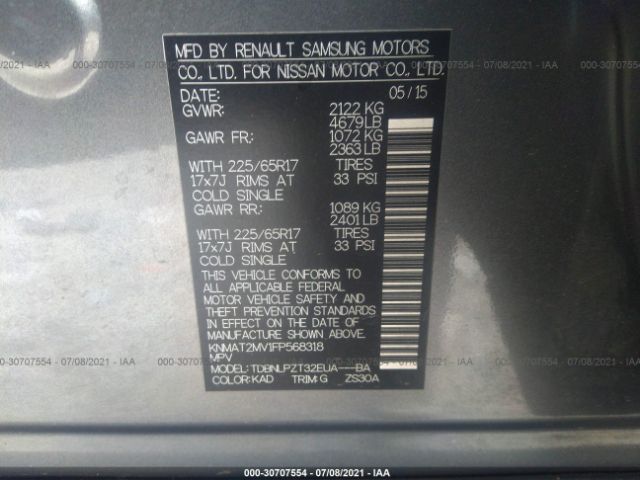 MFD BY RENAULT SAMSUNG MOTORS
CO., LTD. FOR NISSAN MOTOR CO., LTD.
DATE: 05/15
GVWR: 2122 KG
4679 LB
GAWR FR: 1072 KG
2363 LB
WITH 225/65R17 TIRES
17x7J RIMS AT 33 PSI
COLD SINGLE
GAWR RR: 1089 KG
2401 LB
WITH 225/65R17 TIRES
17x7J RIMS AT 33 PSI
COLD SINGLE
THIS VEHICLE CONFORMS TO
ALL APPLICABLE FEDERAL
MOTOR VEHICLE SAFETY AND
THEFT PREVENTION STANDARDS
IN EFFECT ON THE DATE OF
MANUFACTURE SHOWN ABOVE.
KNMAT2MV1FP568318
MPV
MODEL: TDBNLPZT32EUA---BA
COLOR: KAD TRIM: G ZS30A
000-30707554 - 07/08/2021 - IAA